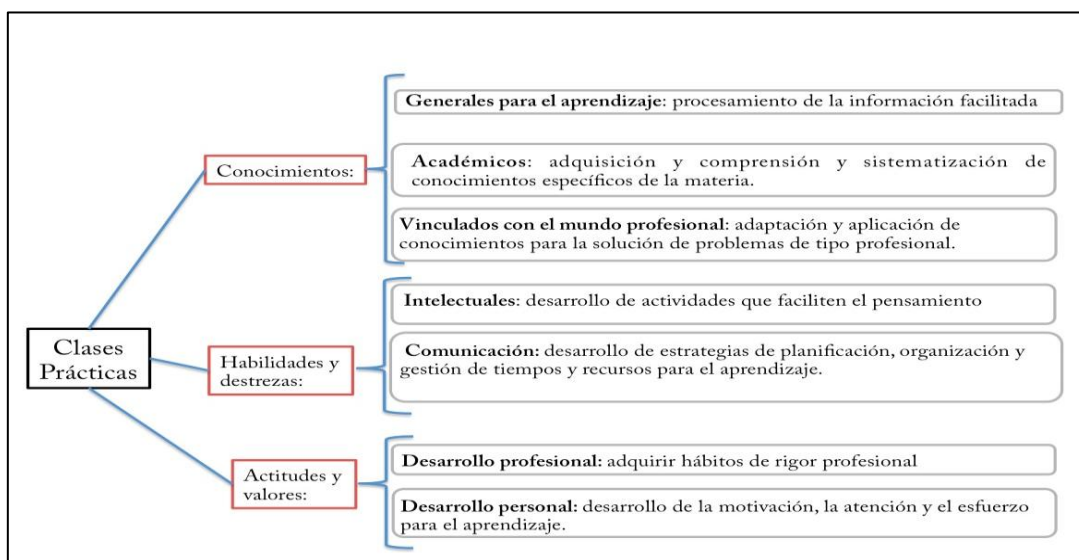 Clases
Prácticas
Conocimientos:
Generales para el aprendizaje: procesamiento de la información facilitada
Académicos: adquisición y comprensión y sistematización de
conocimientos específicos de la materia.
Vinculados con el mundo profesional: adaptación y aplicación de
conocimientos para la solución de problemas de tipo profesional.
Habilidades y
destrezas:
Intelectuales: desarrollo de actividades que faciliten el pensamiento
Comunicación: desarrollo de estrategias de planificación, organización y
gestión de tiempos y recursos para el aprendizaje.
Actitudes y
valores:
Desarrollo profesional: adquirir hábitos de rigor profesional
Desarrollo personal: desarrollo de la motivación, la atención y el esfuerzo
para el aprendizaje.